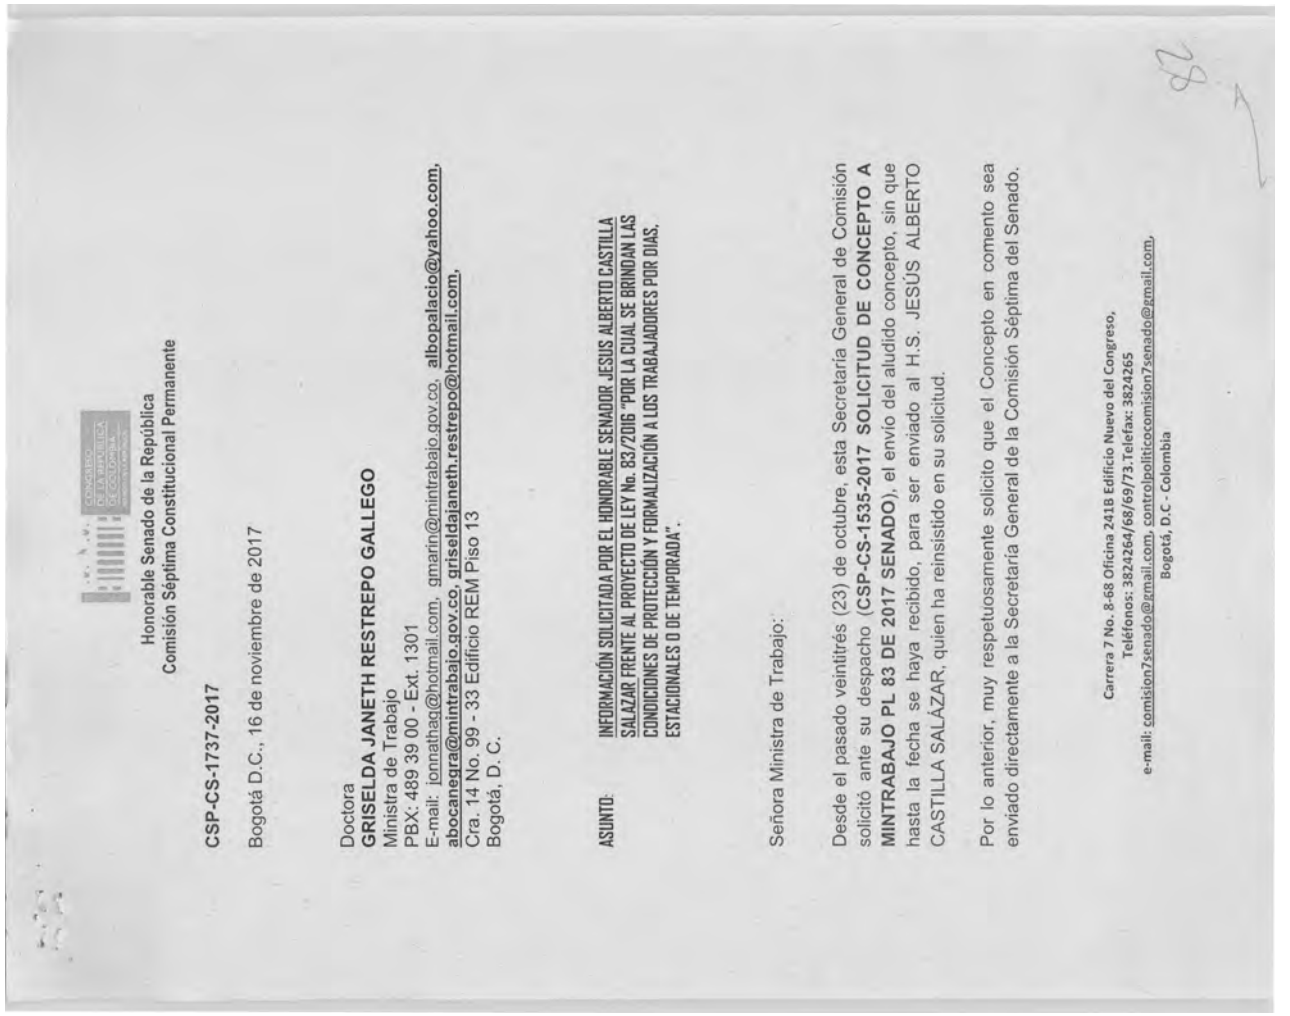 CONGRESO
DE LA REPÚBLICA
DE COLOMBIA
Honorable Senado de la República
Comisión Séptima Constitucional Permanente
CSP-CS-1737-2017
Bogotá D.C., 16 de noviembre de 2017
Doctora
GRISELDA JANETH RESTREPO GALLEGO
Ministra de Trabajo
PBX: 489 39 00 - Ext. 1301
E-mail: jonnathag@hotmail.com, gmarin@mintrabajo.gov.co, albopalacio@yahoo.com,
abocanegra@mintrabajo.gov.co, griseldajaneth.restrepo@hotmail.com,
Cra. 14 No. 99 - 33 Edificio REM Piso 13
Bogotá, D. C.
ASUNTO: INFORMACIÓN SOLICITADA POR EL HONORABLE SENADOR JESUS ALBERTO CASTILLA
SALAZAR FRENTE AL PROYECTO DE LEY No. 83/2016 "POR LA CUAL SE BRINDAN LAS
CONDICIONES DE PROTECCIÓN Y FORMALIZACIÓN A LOS TRABAJADORES POR DIAS,
ESTACIONALES O DE TEMPORADA".
Señora Ministra de Trabajo:
Desde el pasado veintitrés (23) de octubre, esta Secretaría General de Comisión
solicitó ante su despacho (CSP-CS-1535-2017 SOLICITUD DE CONCEPTO A
MINTRABAJO PL 83 DE 2017 SENADO), el envío del aludido concepto, sin que
hasta la fecha se haya recibido, para ser enviado al H.S. JESÚS ALBERTO
CASTILLA SALÁZAR, quien ha reinsistido en su solicitud.
Por lo anterior, muy respetuosamente solicito que el Concepto en comento sea
enviado directamente a la Secretaría General de la Comisión Séptima del Senado.
Carrera 7 No. 8-68 Oficina 241B Edificio Nuevo del Congreso,
Teléfonos: 3824264/68/69/73.Telefax: 3824265
e-mail: comision7senado@gmail.com, controlpoliticocomision7senado@gmail.com,
Bogotá, D.C - Colombia
82